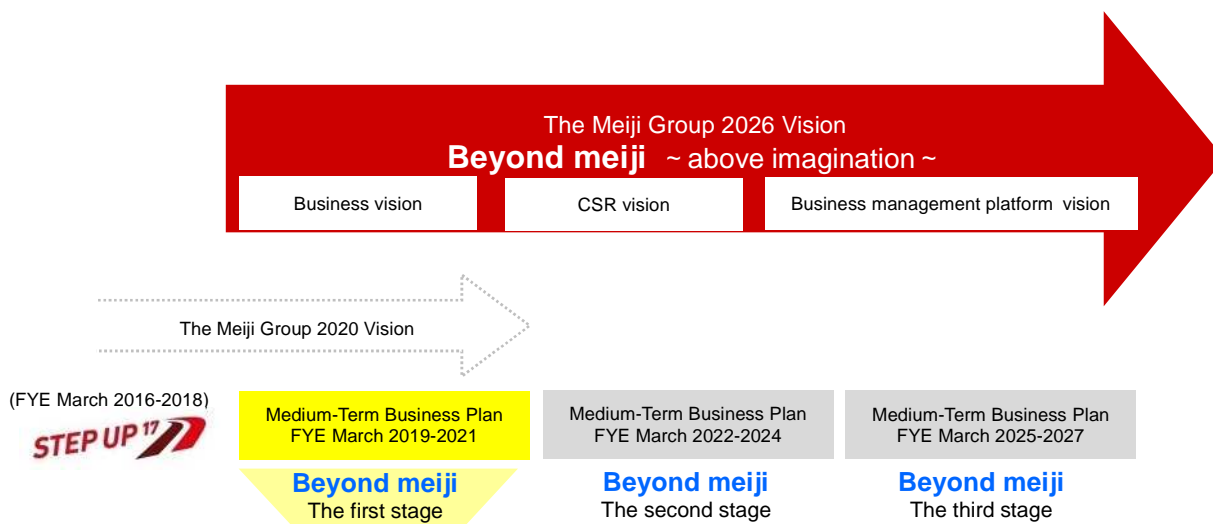 The Meiji Group 2026 Vision
Beyond meiji ~ above imagination ~
Business vision
CSR vision
Business management platform vision
The Meiji Group 2020 Vision
(FYE March 2016-2018)
STEP UP 17
Medium-Term Business Plan
FYE March 2019-2021
Medium-Term Business Plan
FYE March 2022-2024
Medium-Term Business Plan
FYE March 2025-2027
Beyond meiji
The first stage
Beyond meiji
The second stage
Beyond meiji
The third stage